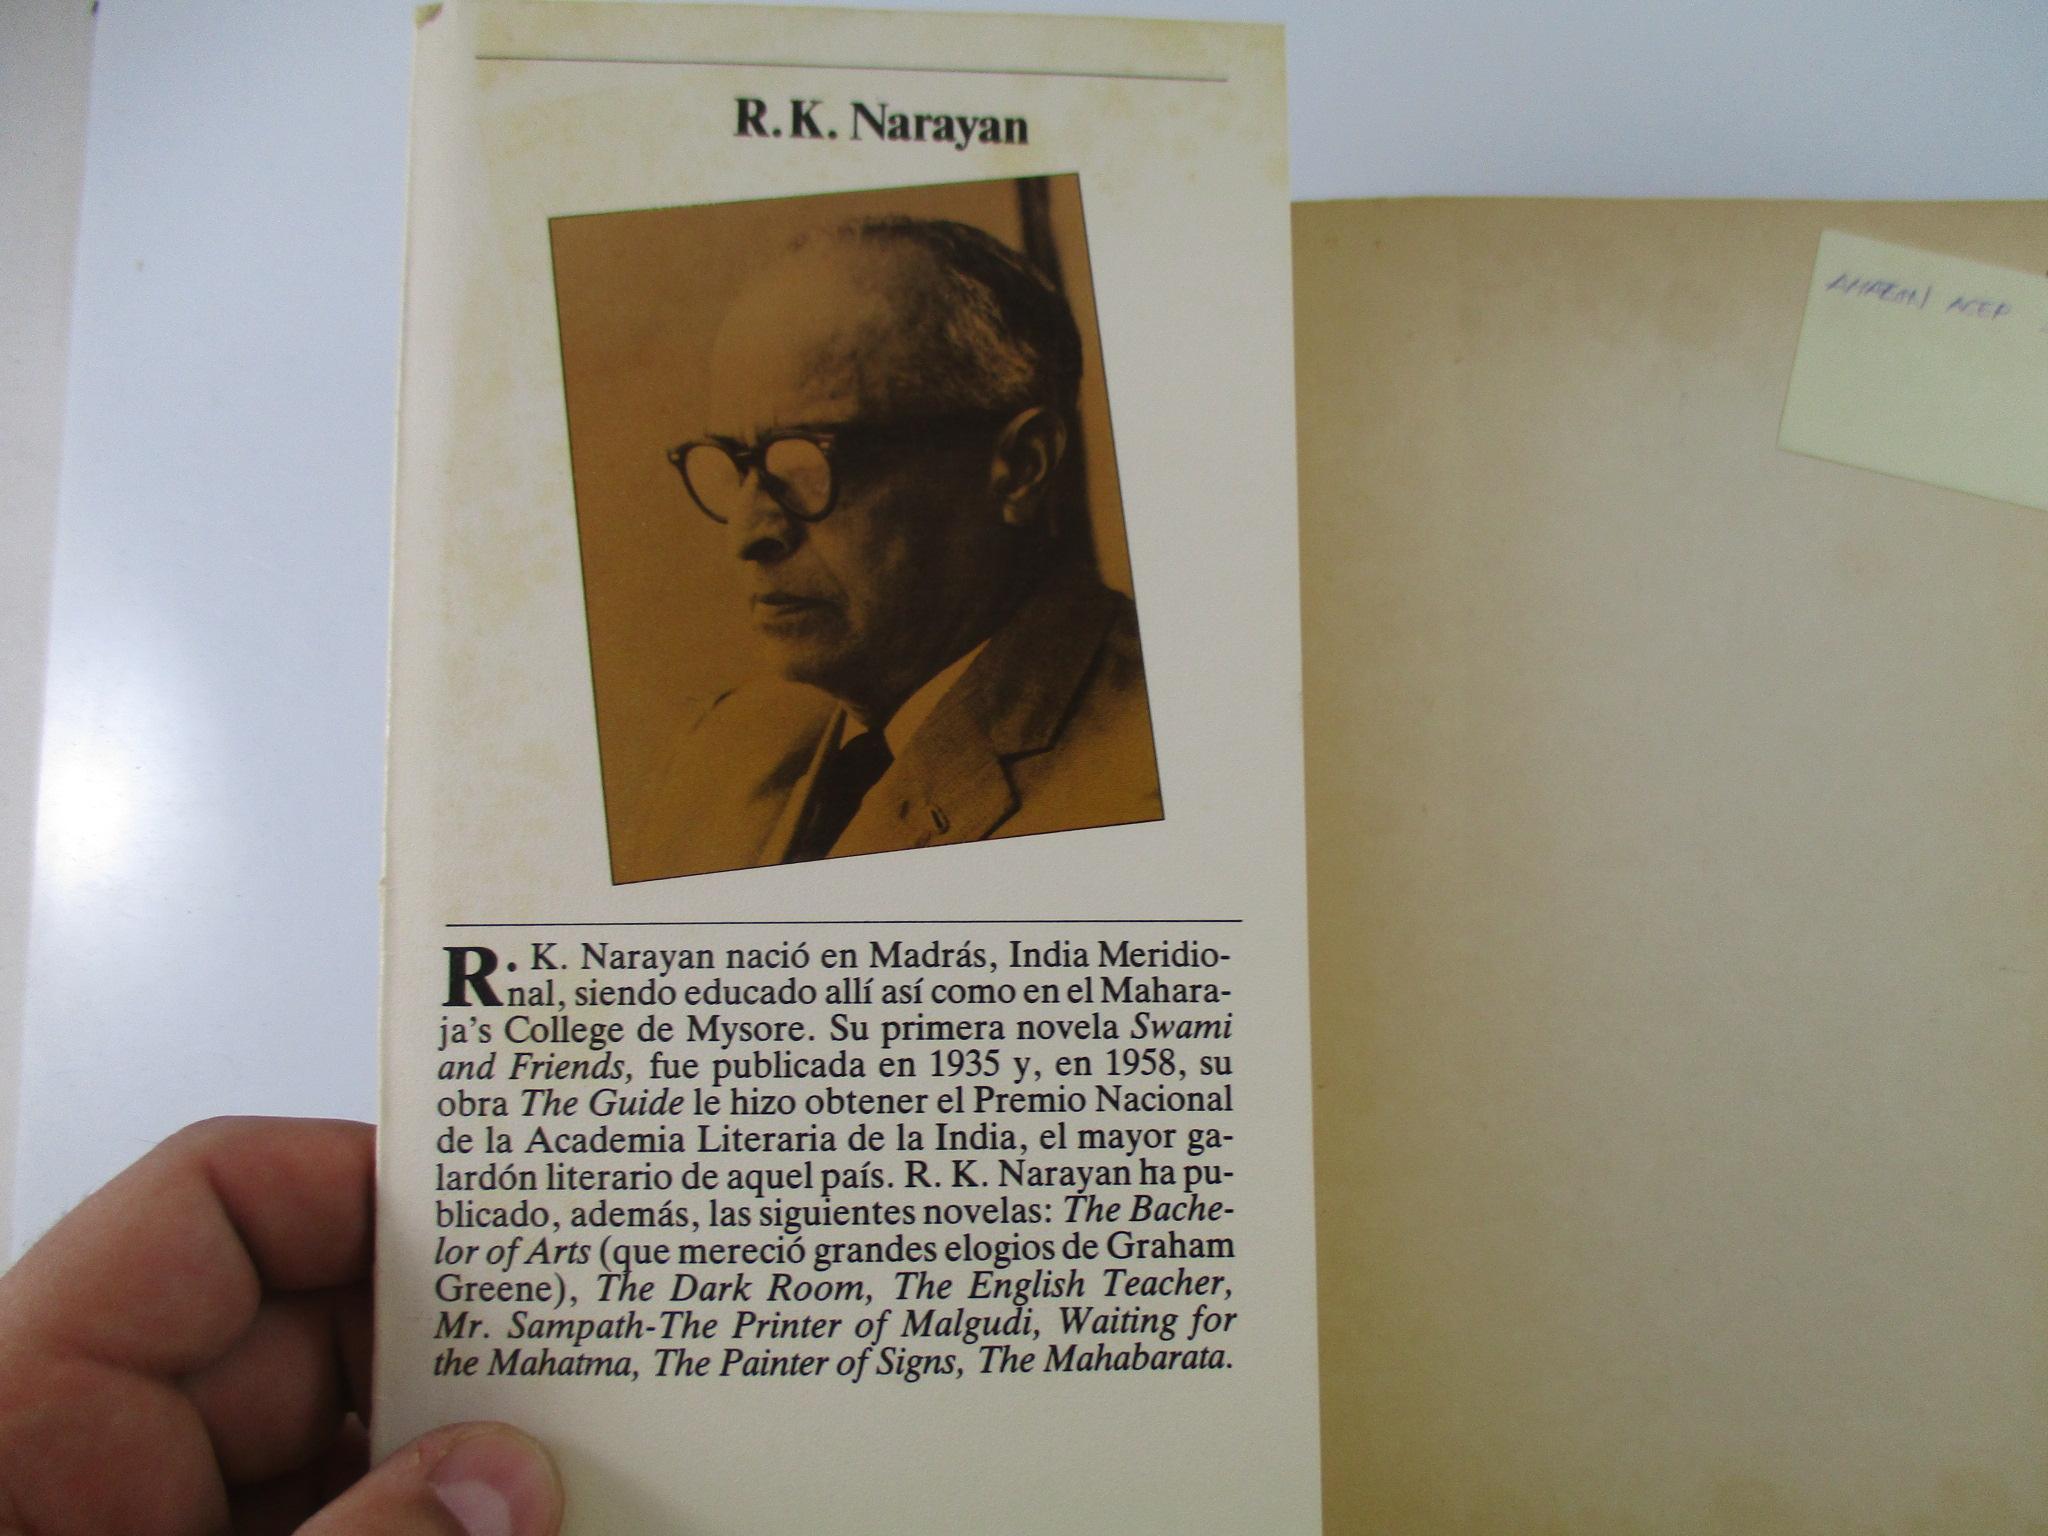 R. K. Narayan
R. K. Narayan nació en Madrás, India Meridio-
nal, siendo educado allí así como en el Mahara-
ja's College de Mysore. Su primera novela Swami
and Friends, fue publicada en 1935 y, en 1958, su
obra The Guide le hizo obtener el Premio Nacional
de la Academia Literaria de la India, el mayor ga-
lardón literario de aquel país. R. K. Narayan ha pu-
blicado, además, las siguientes novelas: The Bache-
lor of Arts (que mereció grandes elogios de Graham
Greene), The Dark Room, The English Teacher,
Mr. Sampath-The Printer of Malgudi, Waiting for
the Mahatma, The Painter of Signs, The Mahabarata.